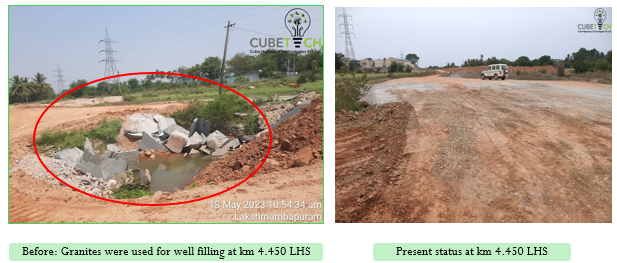 CUBETECH
CUBETECH
18 May 2023 10:54:34 am
Lakshmambapuram
Before: Granites were used for well filling at km 4.450 LHS
Present status at km 4.450 LHS